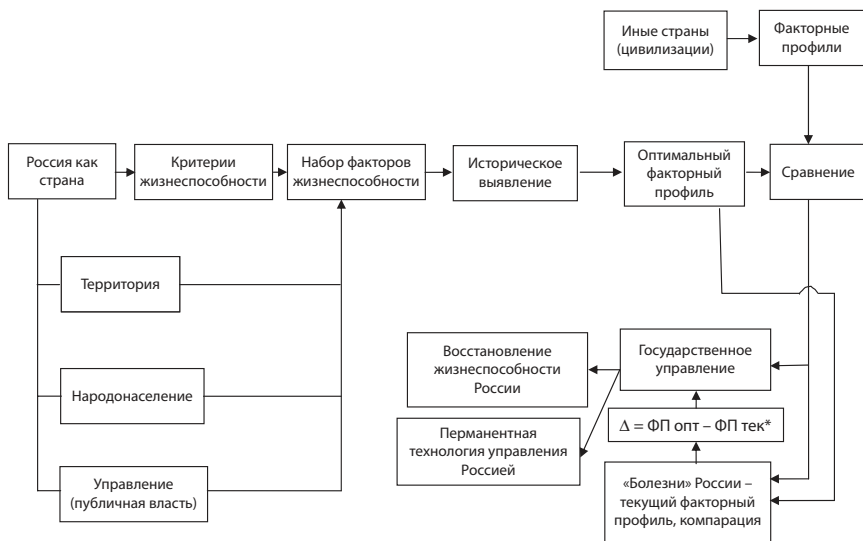 Иные страны
(цивилизации)
Факторные
профили
Россия как
страна
Критерии
жизнеспособности
Набор факторов
жизнеспособности
Историческое
выявление
Оптимальный
факторный
профиль
Сравнение
Территория
Народонаселение
Управление
(публичная власть)
Восстановление
жизнеспособности
России
Перманентная
технология управления
Россией
Государственное
управление
Δ = ФП опт – ФП тек*
«Болезни» России –
текущий факторный
профиль, компарация